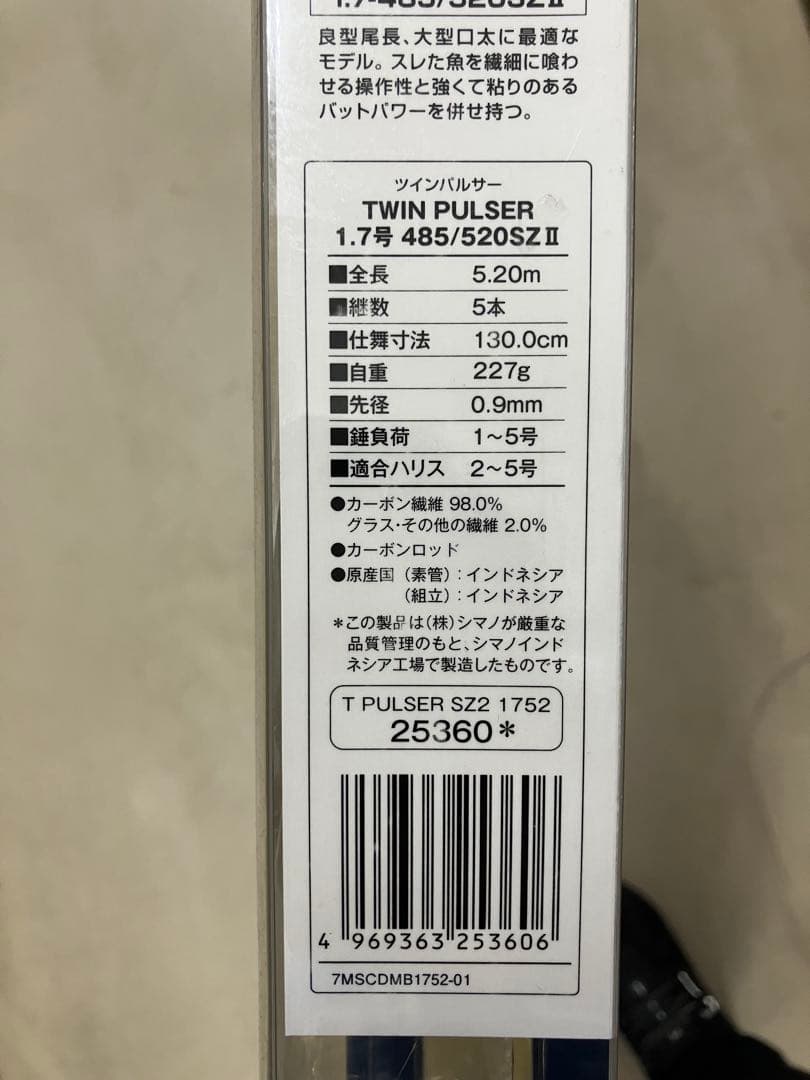 1.7-485/520SZⅡ
良型尾長、大型口太に最適な
モデル。スレた魚を繊細に喰わ
せる操作性と強くて粘りのある
バットパワーを併せ持つ。
ツインパルサー
TWIN PULSER
1.7号 485/520SZⅡ
■全長 5.20m
■継数 5本
■仕舞寸法 130.0cm
■自重 227g
■先径 0.9mm
■錘負荷 1～5号
■適合ハリス 2～5号
●カーボン繊維 98.0%
グラス・その他の繊維 2.0%
●カーボンロッド
●原産国（素管）：インドネシア
（組立）：インドネシア
＊この製品は（株）シマノが厳重な
品質管理のもと、シマノインド
ネシア工場で製造したものです。
T PULSER SZ2 1752
25360＊
4 969363 253606
7MSCDMB1752-01